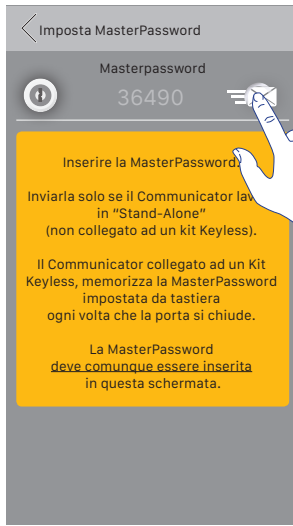 Imposta MasterPassword
Masterpassword
36490
Inserire la MasterPassword.
Inviarla solo se il Communicator
in “Stand-Alone”
(non collegato ad un kit Keyless).
Il Communicator collegato ad un Kit
Keyless, memorizza la MasterPassword
impostata da tastiera
ogni volta che la porta si chiude.
La MasterPassword
deve comunque essere inserita
in questa schermata.